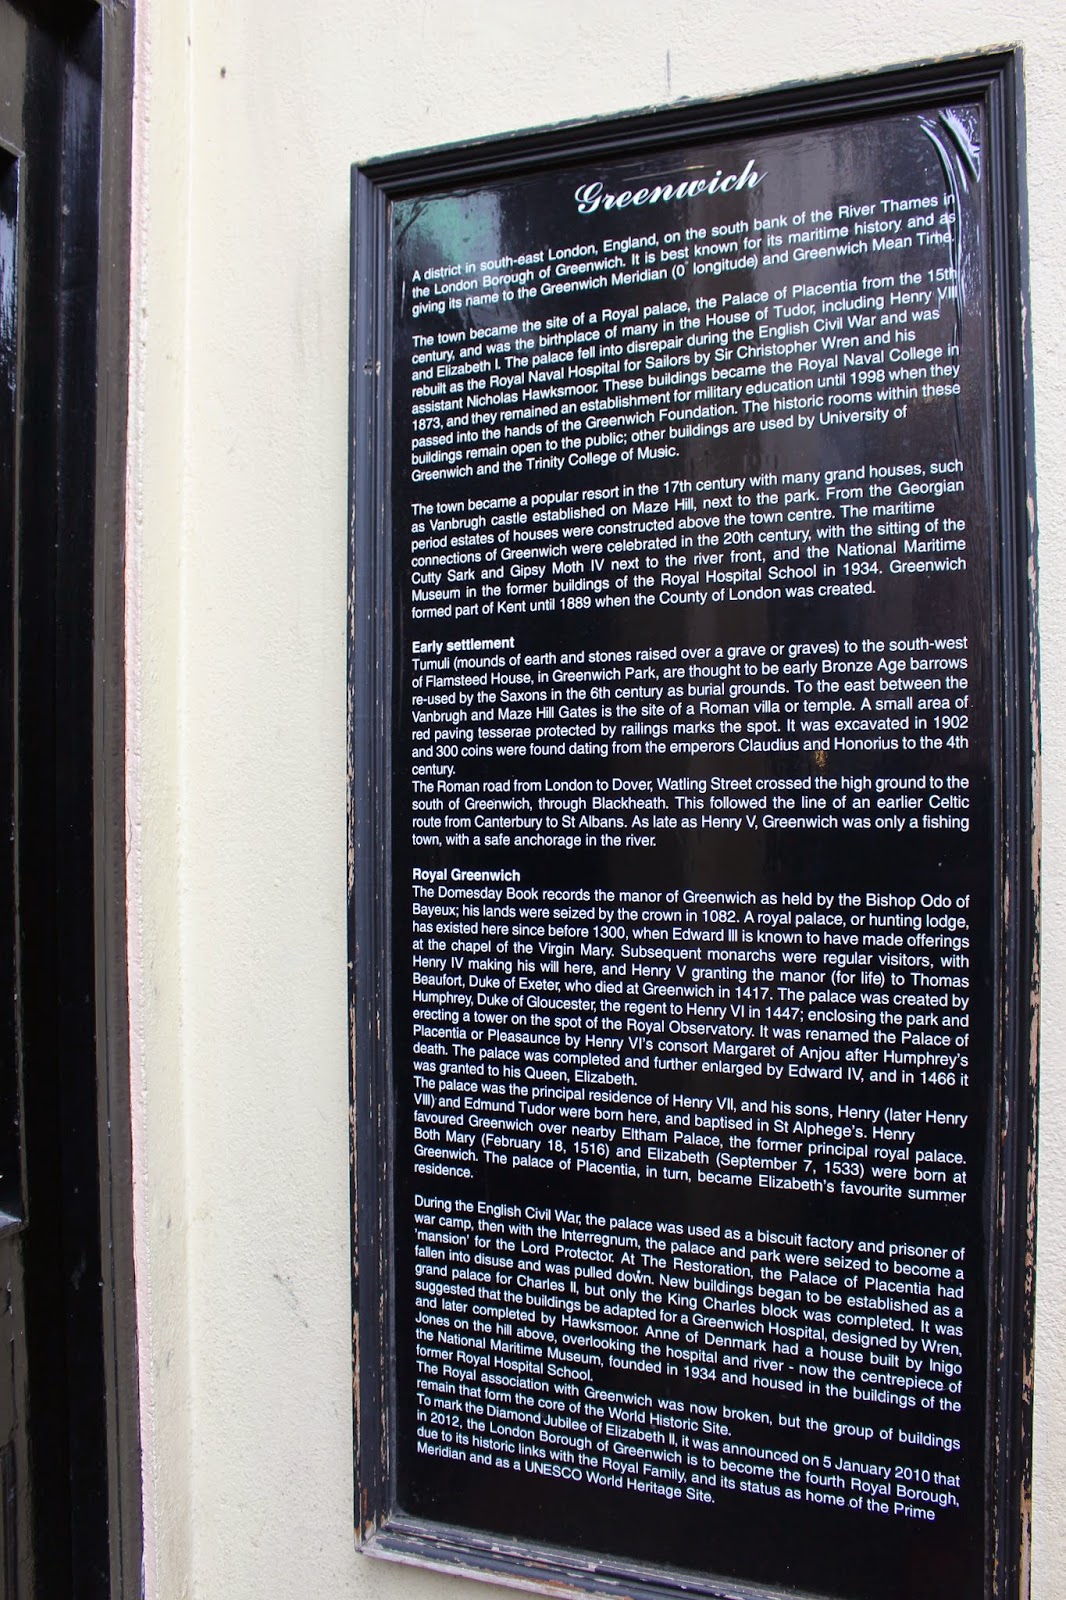 Greenwich
A district in south-east London, England, on the south bank of the River Thames in
the London Borough of Greenwich. It is best known for its maritime history and as
giving its name to the Greenwich Meridian (0° longitude) and Greenwich Mean Time.
The town became the site of a Royal palace, the Palace of Placentia from the 15th
century, and was the birthplace of many in the House of Tudor, including Henry VIII
and Elizabeth I. The palace fell into disrepair during the English Civil War and was
rebuilt as the Royal Naval Hospital for Sailors by Sir Christopher Wren and his
assistant Nicholas Hawksmoor. These buildings became the Royal Naval College in
1873, and they remained an establishment for military education until 1998 when they
passed into the hands of the Greenwich Foundation. The historic rooms within these
buildings remain open to the public; other buildings are used by University of
Greenwich and the Trinity College of Music.
The town became a popular resort in the 17th century with many grand houses, such
as Vanbrugh castle established on Maze Hill, next to the park. From the Georgian
period estates of houses were constructed above the town centre. The maritime
connections of Greenwich were celebrated in the 20th century, with the sitting of the
Cutty Sark and Gipsy Moth IV next to the river front, and the National Maritime
Museum in the former buildings of the Royal Hospital School in 1934. Greenwich
formed part of Kent until 1889 when the County of London was created.
Early settlement
Tumuli (mounds of earth and stones raised over a grave or graves) to the south-west
of Flamsteed House, in Greenwich Park, are thought to be early Bronze Age barrows
re-used by the Saxons in the 6th century as burial grounds. To the east between the
Vanbrugh and Maze Hill Gates is the site of a Roman villa or temple. A small area of
red paving tesserae protected by railings marks the spot. It was excavated in 1902
and 300 coins were found dating from the emperors Claudius and Honorius to the 4th
century.
The Roman road from London to Dover, Watling Street crossed the high ground to the
south of Greenwich, through Blackheath. This followed the line of an earlier Celtic
route from Canterbury to St Albans. As late as Henry V, Greenwich was only a fishing
town, with a safe anchorage in the river.
Royal Greenwich
The Domesday Book records the manor of Greenwich as held by the Bishop Odo of
Bayeux; his lands were seized by the crown in 1082. A royal palace, or hunting lodge,
has existed here since before 1300, when Edward III is known to have made offerings
at the chapel of the Virgin Mary. Subsequent monarchs were regular visitors, with
Henry IV making his will here, and Henry V granting the manor (for life) to Thomas
Beaufort, Duke of Exeter, who died at Greenwich in 1417. The palace was created by
Humphrey, Duke of Gloucester, the regent to Henry VI in 1447; enclosing the park and
erecting a tower on the spot of the Royal Observatory. It was renamed the Palace of
Placentia or Pleasaunce by Henry VI's consort Margaret of Anjou after Humphrey's
death. The palace was completed and further enlarged by Edward IV, and in 1466 it
was granted to his Queen, Elizabeth.
The palace was the principal residence of Henry VII, and his sons, Henry (later Henry
VIII) and Edmund Tudor were born here, and baptised in St Alphege's. Henry
favoured Greenwich over nearby Eltham Palace, the former principal royal palace.
Both Mary (February 18, 1516) and Elizabeth (September 7, 1533) were born at
Greenwich. The palace of Placentia, in turn, became Elizabeth's favourite summer
residence.
During the English Civil War, the palace was used as a biscuit factory and prisoner of
war camp, then with the Interregnum, the palace and park were seized to become a
'mansion' for the Lord Protector. At The Restoration, the Palace of Placentia had
fallen into disuse and was pulled down. New buildings began to be established as a
grand palace for Charles II, but only the King Charles block was completed. It was
suggested that the buildings be adapted for a Greenwich Hospital, designed by Wren,
and later completed by Hawksmoor. Anne of Denmark had a house built by Inigo
Jones on the hill above, overlooking the hospital and river - now the centrepiece of
the National Maritime Museum, founded in 1934 and housed in the buildings of the
former Royal Hospital School.
The Royal association with Greenwich was now broken, but the group of buildings
remain that form the core of the World Historic Site.
To mark the Diamond Jubilee of Elizabeth II, it was announced on 5 January 2010 that
in 2012, the London Borough of Greenwich is to become the fourth Royal Borough,
due to its historic links with the Royal Family, and its status as home of the Prime
Meridian and as a UNESCO World Heritage Site.